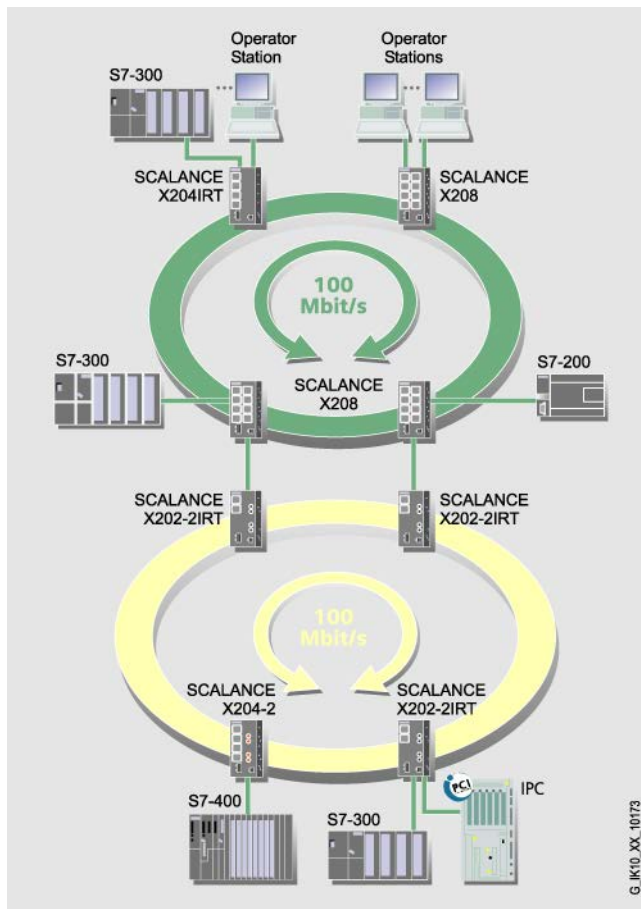 Operator
Station
Operator
Stations
S7-300
SCALANCE
X204IRT
SCALANCE
X208
100
Mbit/s
S7-300
SCALANCE
X208
S7-200
SCALANCE
X202-2IRT
SCALANCE
X202-2IRT
100
Mbit/s
SCALANCE
X204-2
SCALANCE
X202-2IRT
S7-400
S7-300
PCI
IPC
G_IK10_XX_10173